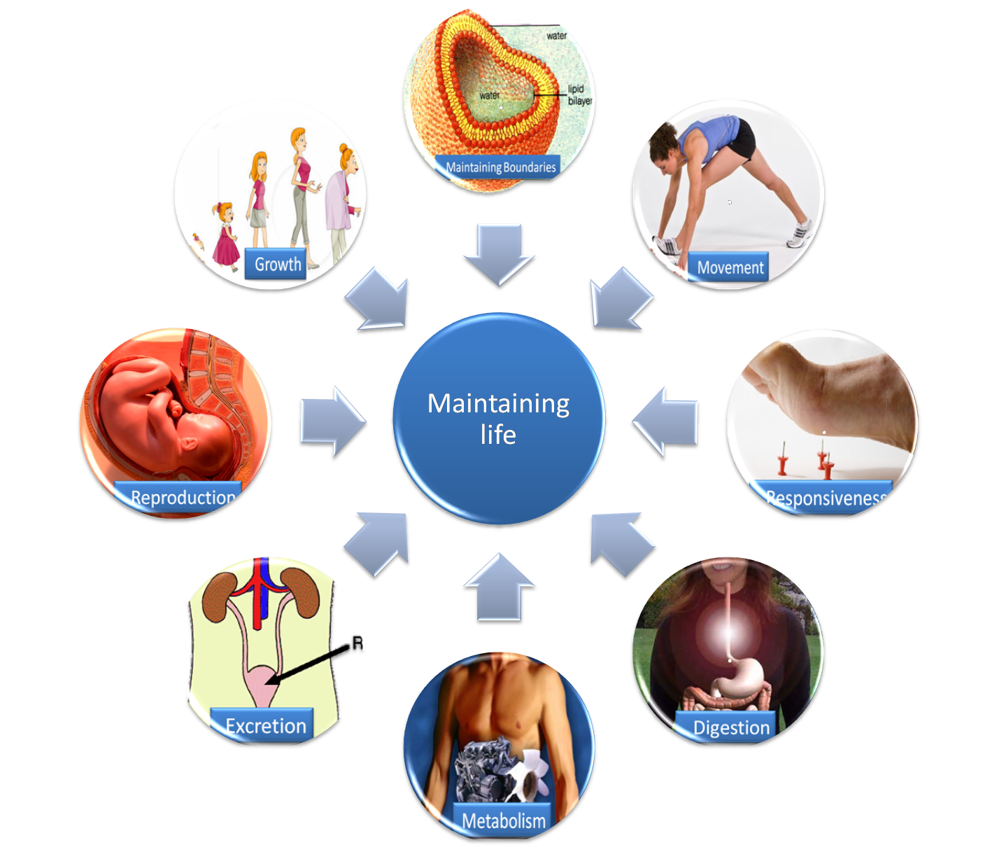 water
water
lipid
bilayer
Maintaining Boundaries
Growth
Movement
Maintaining
life
Reproduction
Responsiveness
R
Excretion
Digestion
Metabolism